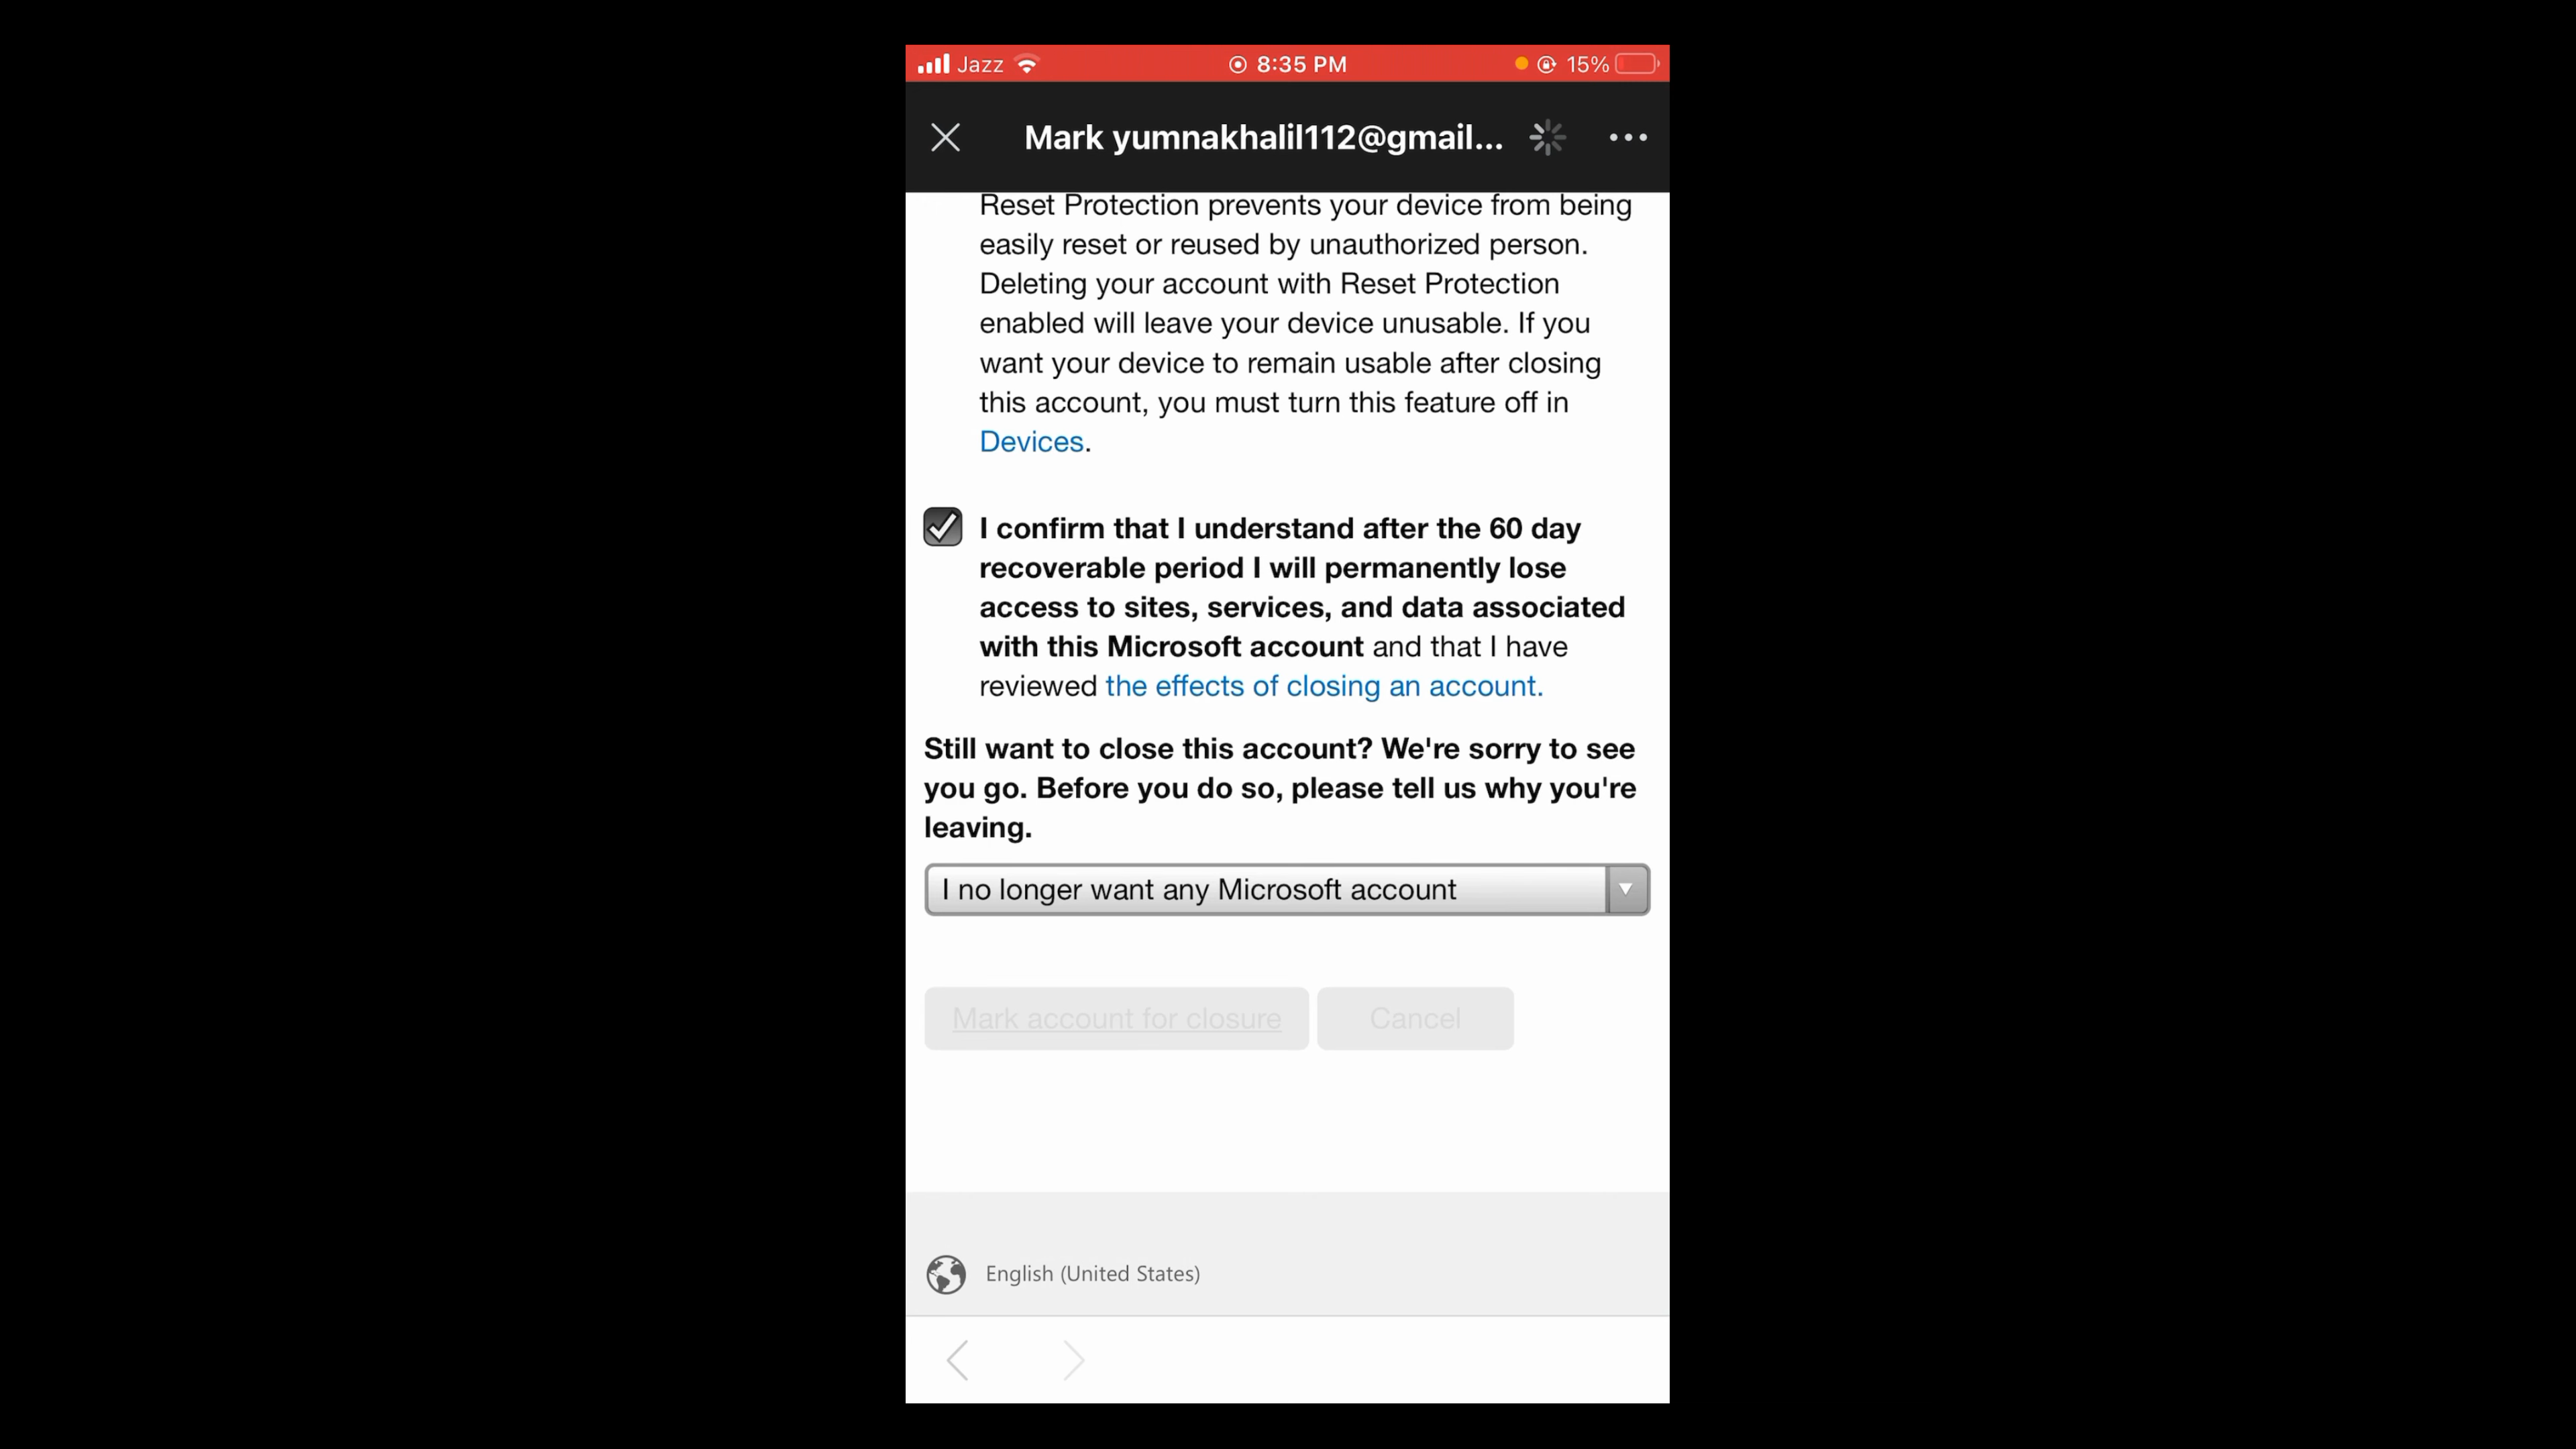 Jazz 8:35 PM 15%
Mark yumnakhalil112@gmail...
Reset Protection prevents your device from being
easily reset or reused by unauthorized person.
Deleting your account with Reset Protection
enabled will leave your device unusable. If you
want your device to remain usable after closing
this account, you must turn this feature off in
Devices.
I confirm that I understand after the 60 day
recoverable period I will permanently lose
access to sites, services, and data associated
with this Microsoft account and that I have
reviewed the effects of closing an account.
Still want to close this account? We're sorry to see
you go. Before you do so, please tell us why you're
leaving.
I no longer want any Microsoft account
Mark account for closure Cancel
English (United States)